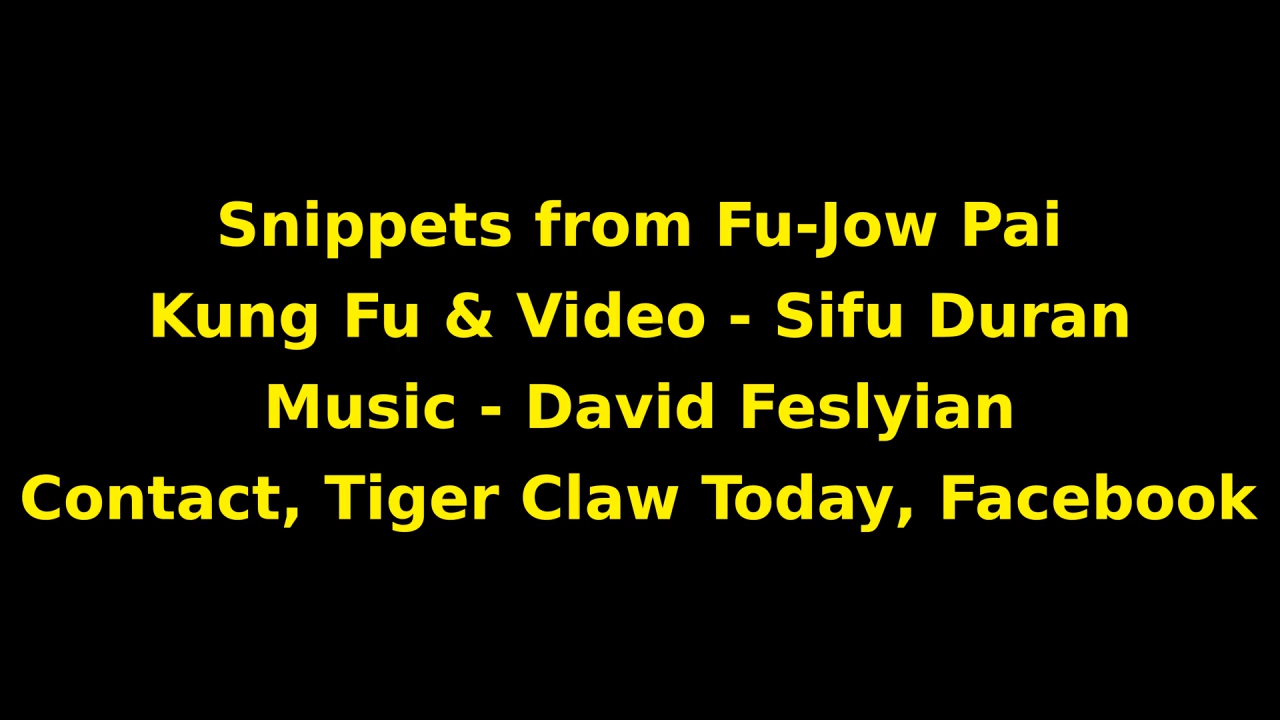 Snippets from Fu-Jow Pai
Kung Fu & Video - Sifu Duran
Music - David Feslyian
Contact, Tiger Claw Today, Facebook